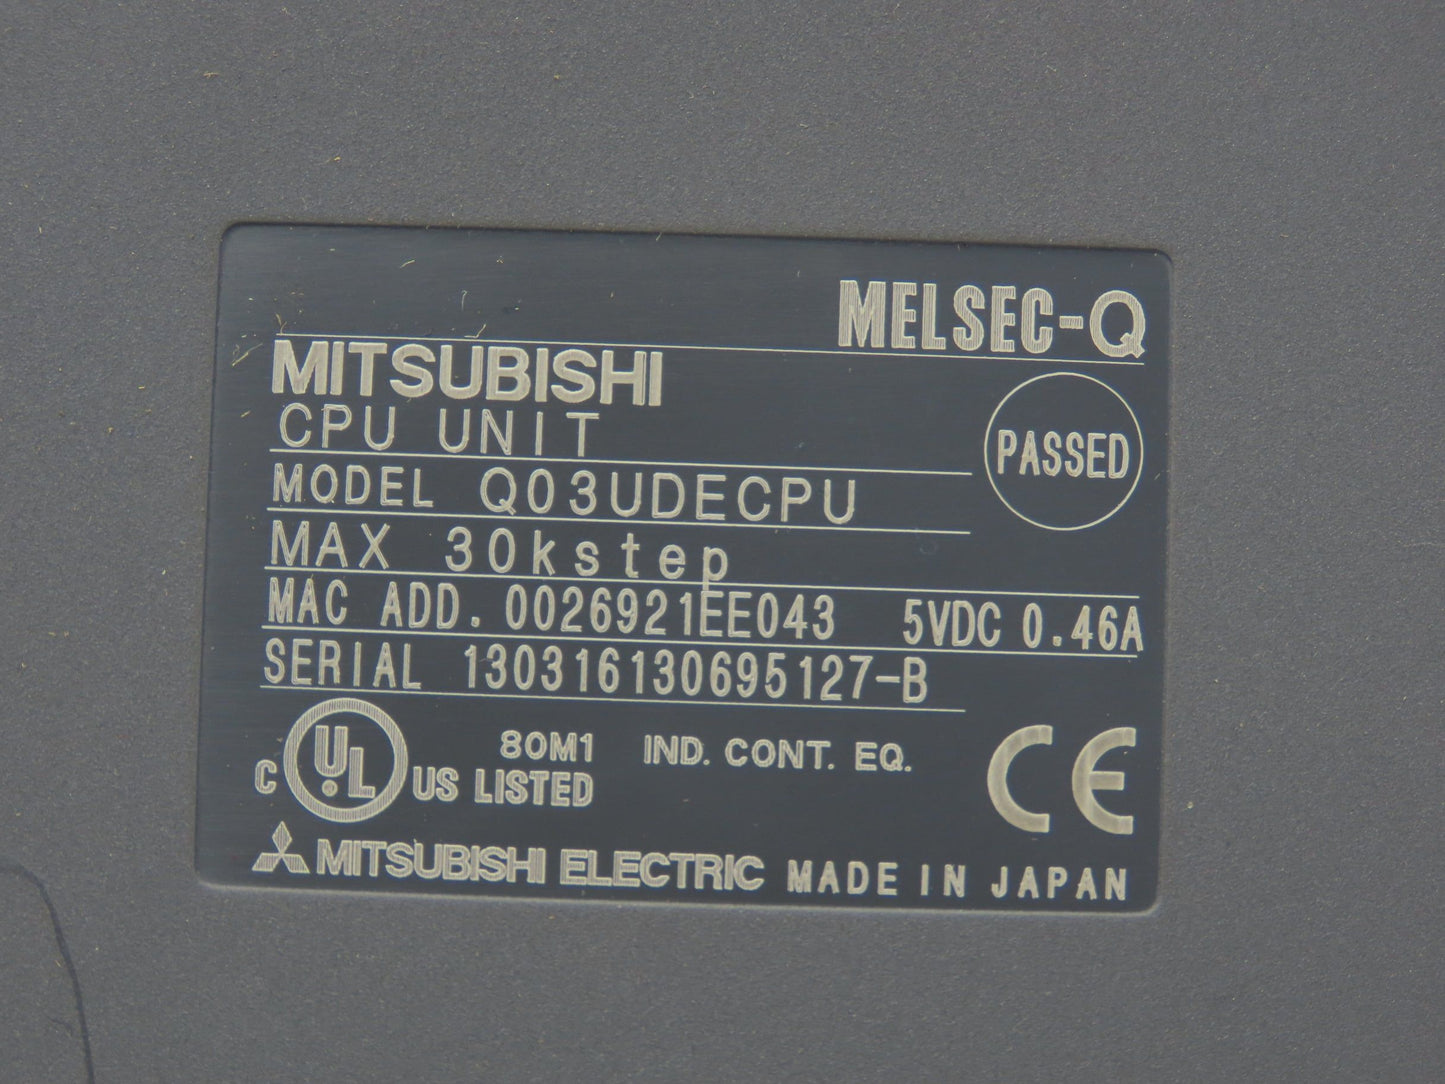 MELSEC-Q
MITSUBISHI
CPU UNIT
PASSED
MODEL Q03UDECPU
MAX 30kstep
MAC ADD. 0026921EE043 5VDC 0.46A
SERIAL 130316130695127-B
C UL US LISTED 80M1 IND. CONT. EQ.
CE
MITSUBISHI ELECTRIC MADE IN JAPAN